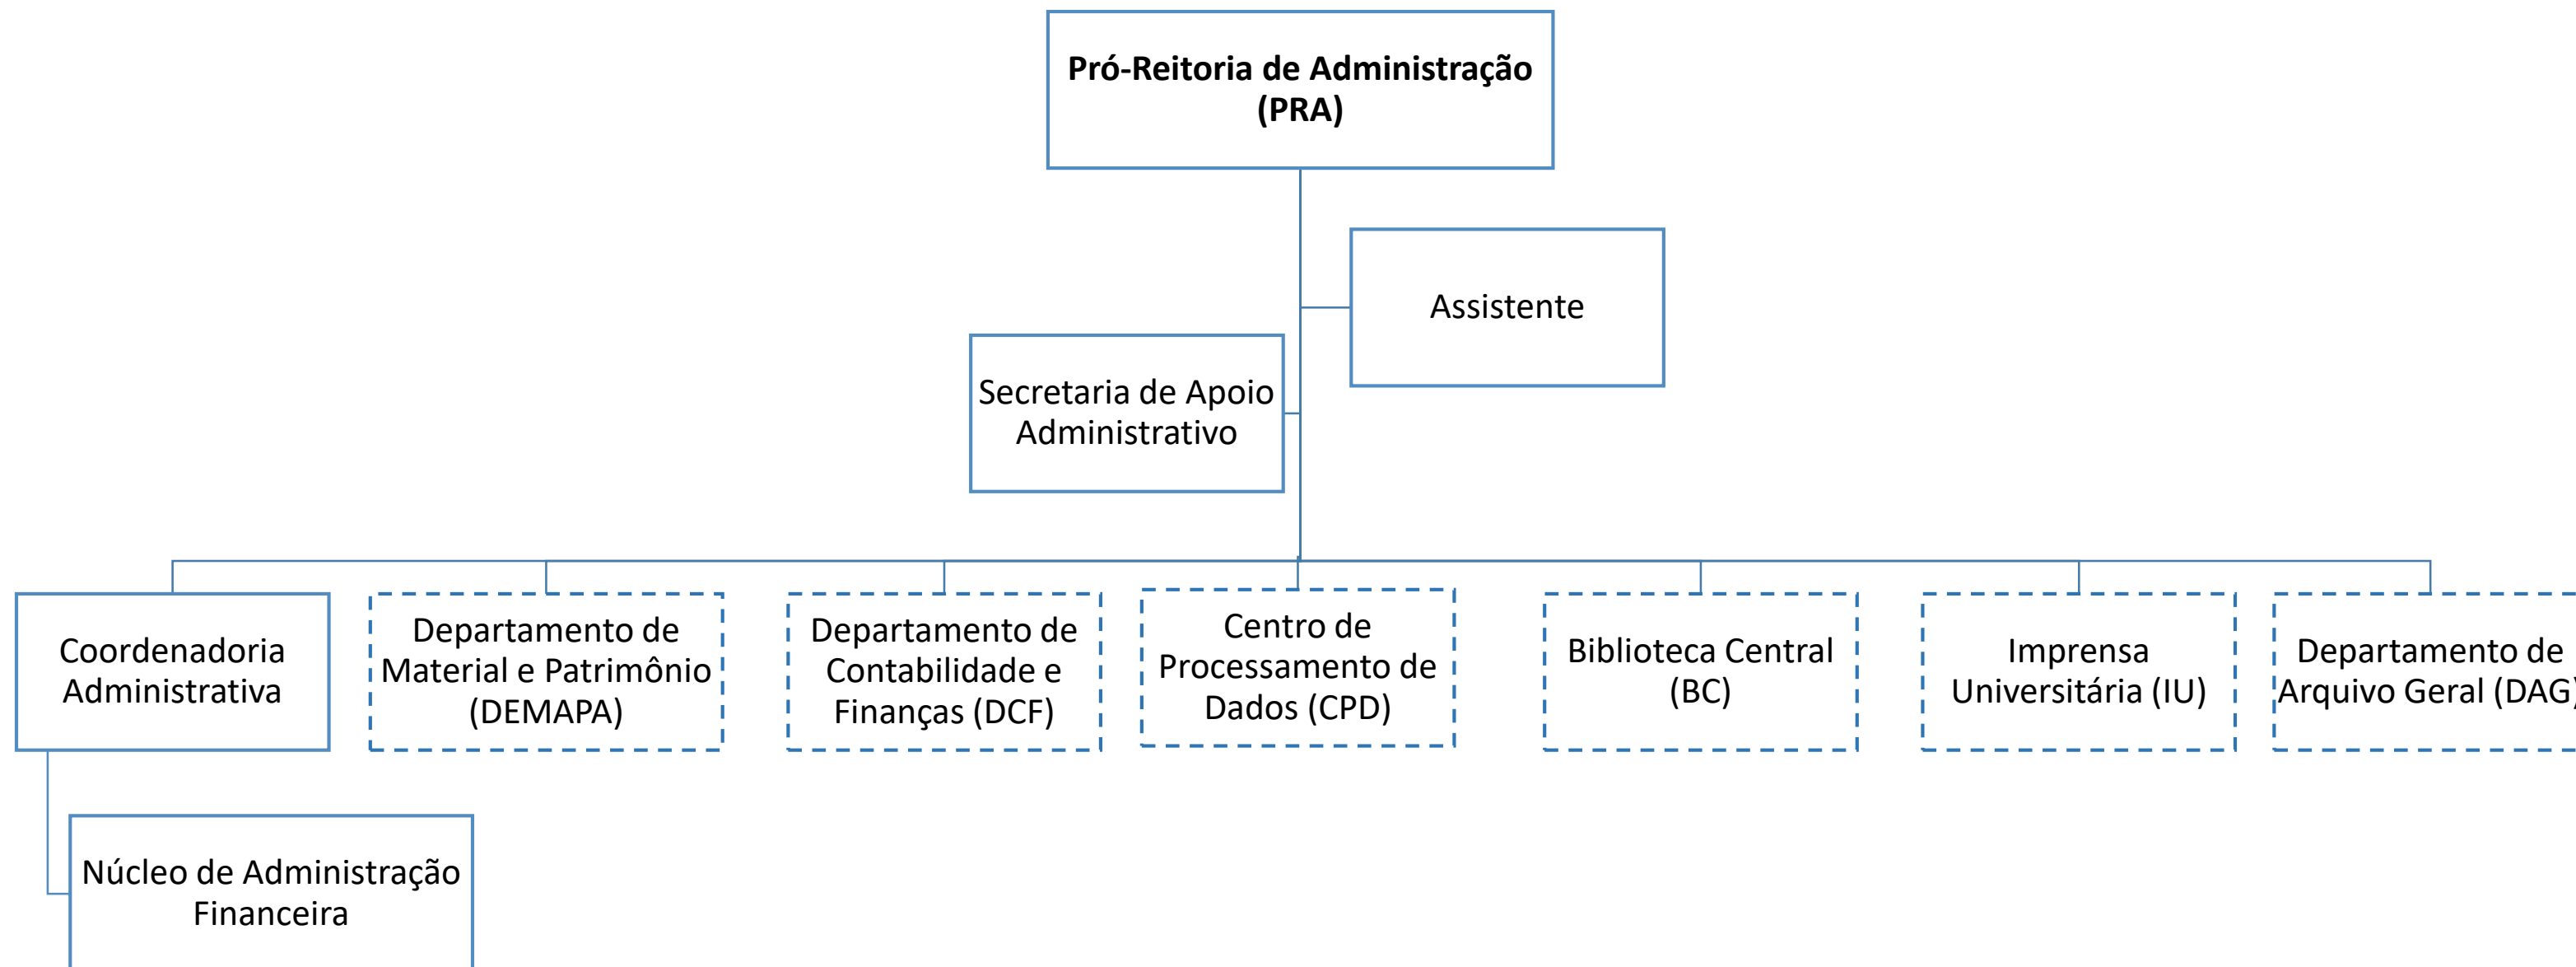 Pró-Reitoria de Administração
(PRA)
Assistente
Secretaria de Apoio
Administrativo
Coordenadoria
Administrativa
Departamento de
Material e Patrimônio
(DEMAPA)
Departamento de
Contabilidade e
Finanças (DCF)
Centro de
Processamento de
Dados (CPD)
Biblioteca Central
(BC)
Imprensa
Universitária (IU)
Departamento de
Arquivo Geral (DAG)
Núcleo de Administração
Financeira